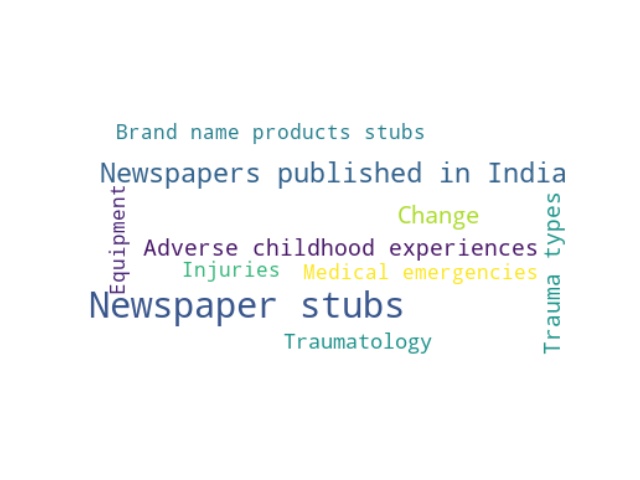 Brand name products stubs
Newspapers published in India
Equipment
Change
Trauma types
Adverse childhood experiences
Injuries
Medical emergencies
Newspaper stubs
Traumatology